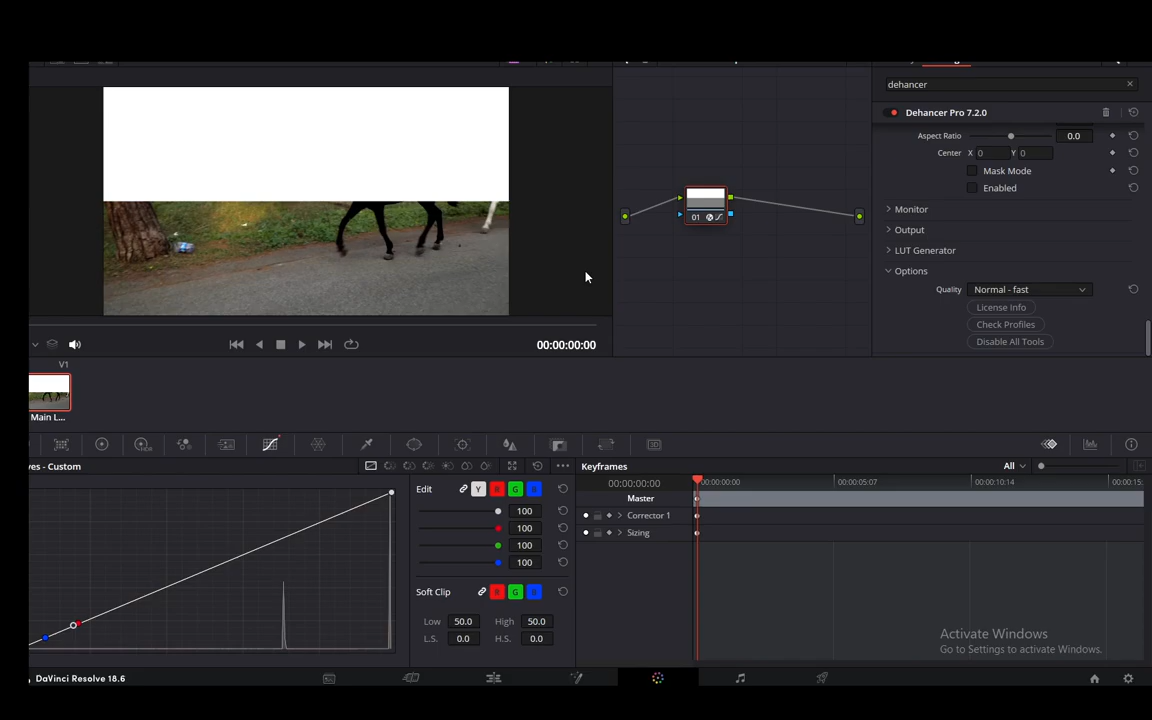 dehancer
Dehancer Pro 7.2.0
Aspect Ratio 0.0
Center X 0 Y 0
Mask Mode
Enabled
Monitor
Output
LUT Generator
Options
Quality Normal - fast
License Info
Check Profiles
Disable All Tools
01
00:00:00:00
V1
Main L...
ves - Custom
Edit Y R G B
100
100
100
100
Soft Clip R G B
Low 50.0 High 50.0
L.S. 0.0 H.S. 0.0
Keyframes All
00:00:00:00 00:00:00:00 00:00:05:07 00:00:10:14 00:00:15:
Master
Corrector 1
Sizing
Activate Windows
Go to Settings to activate Windows.
DaVinci Resolve 18.6